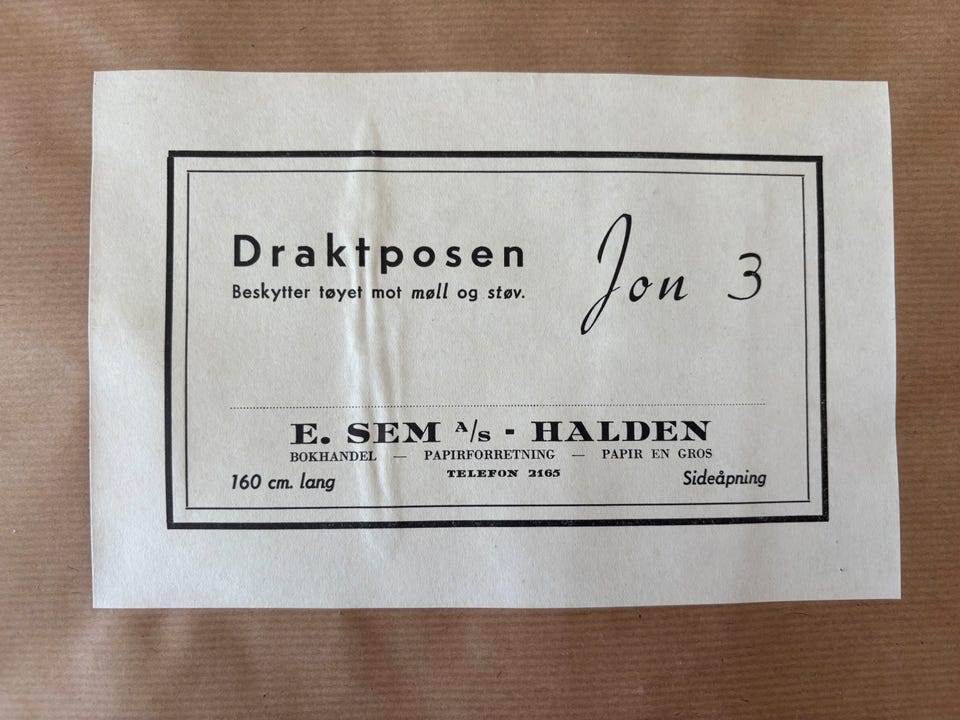 Draktposen
Beskytter tøyet mot møll og støv.
Jon 3
E. SEM A/s - HALDEN
BOKHANDEL — PAPIRFORRETNING — PAPIR EN GROS
TELEFON 2165
160 cm. lang
Sideåpning